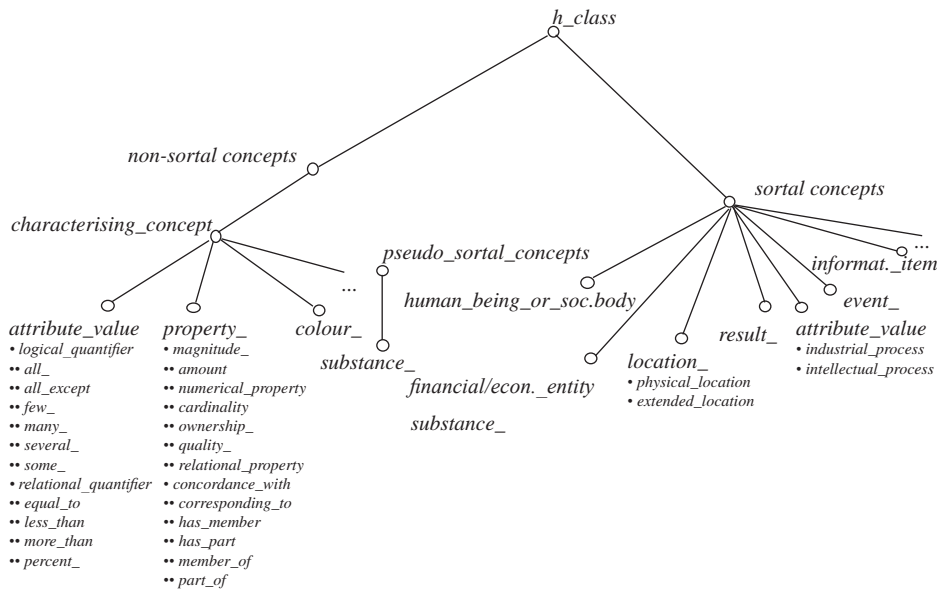 h_class
non-sortal concepts
sortal concepts
characterising_concept
pseudo_sortal_concepts
...
informat._item
...
human_being_or_soc.body
event_
attribute_value
• logical_quantifier
•• all_
•• all_except
•• few_
•• many_
•• several_
•• some_
• relational_quantifier
•• equal_to
•• less_than
•• more_than
•• percent_
property_
• magnitude_
•• amount
•• numerical_property
•• cardinality
•• ownership_
•• quality_
•• relational_property
• concordance_with
•• corresponding_to
•• has_member
•• has_part
•• member_of
•• part_of
colour_
substance_
financial/econ._entity
substance_
location_
• physical_location
• extended_location
result_
attribute_value
• industrial_process
• intellectual_process